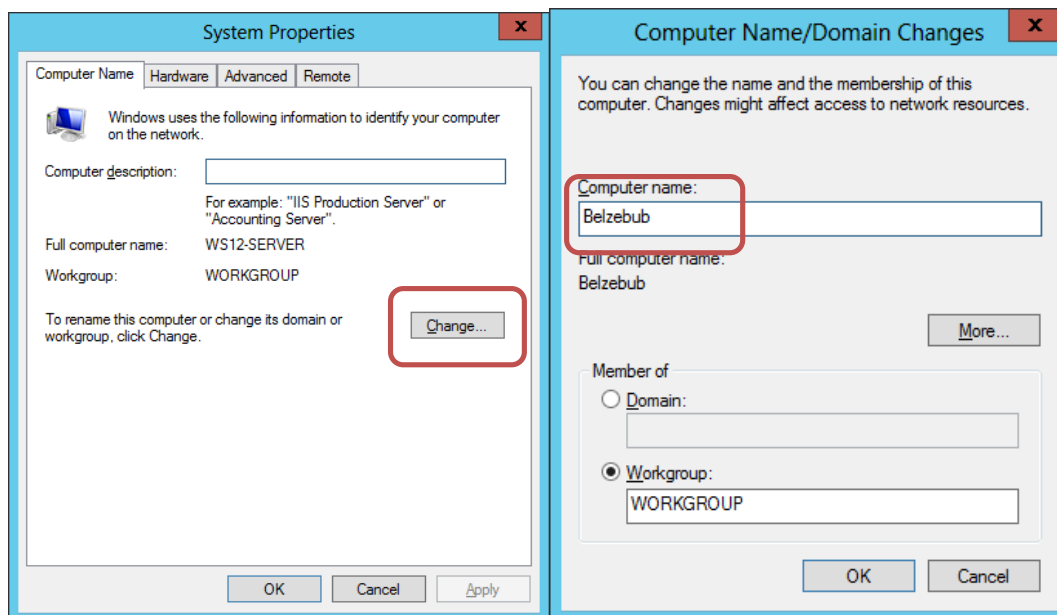 System Properties
x
Computer Name
Hardware
Advanced
Remote
Windows uses the following information to identify your computer
on the network.
Computer description:
For example: "IIS Production Server" or
"Accounting Server".
Full computer name:
WS12-SERVER
Workgroup:
WORKGROUP
To rename this computer or change its domain or
workgroup, click Change.
Change...
OK
Cancel
Apply
Computer Name/Domain Changes
x
You can change the name and the membership of this
computer. Changes might affect access to network resources.
Computer name:
Belzebub
Full computer name:
Belzebub
More...
Member of
Domain:
Workgroup:
WORKGROUP
OK
Cancel